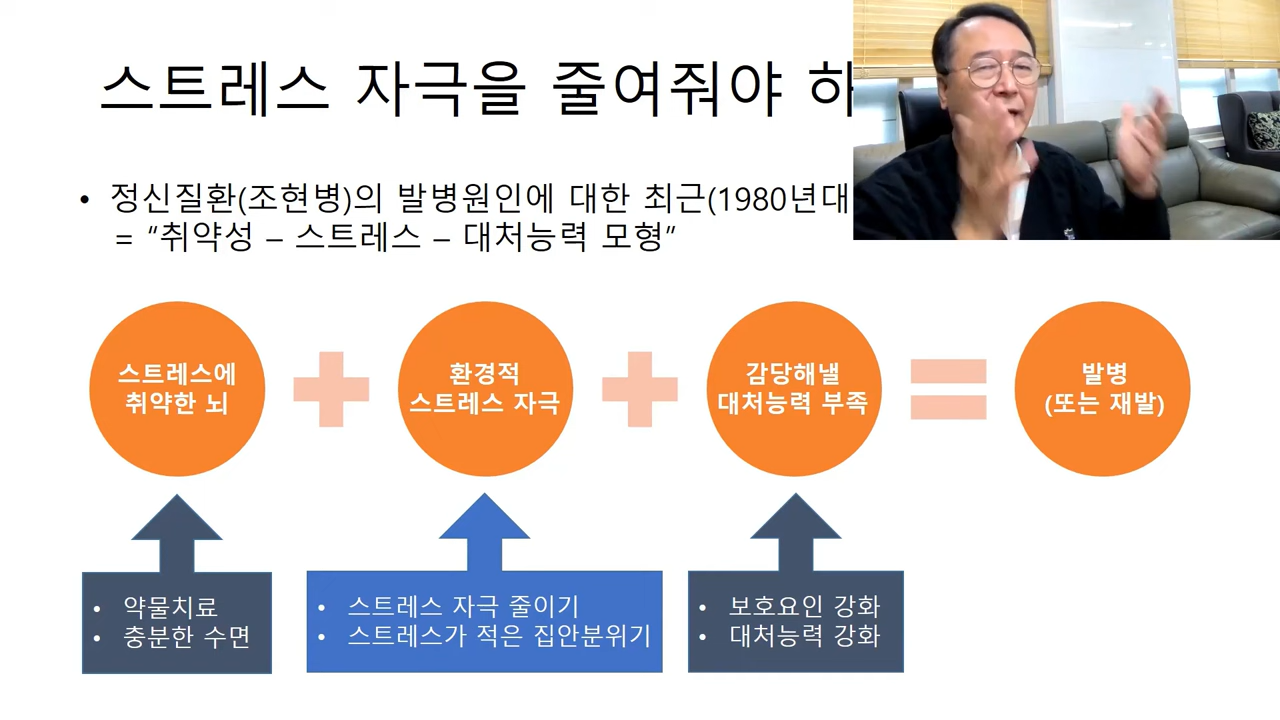 스트레스 자극을 줄여줘야 하
• 정신질환(조현병)의 발병원인에 대한 최근(1980년대
= “취약성 – 스트레스 – 대처능력 모형”
스트레스에
취약한 뇌
환경적
스트레스 자극
감당해낼
대처능력 부족
발병
(또는 재발)
• 약물치료
• 충분한 수면
• 스트레스 자극 줄이기
• 스트레스가 적은 집안분위기
• 보호요인 강화
• 대처능력 강화